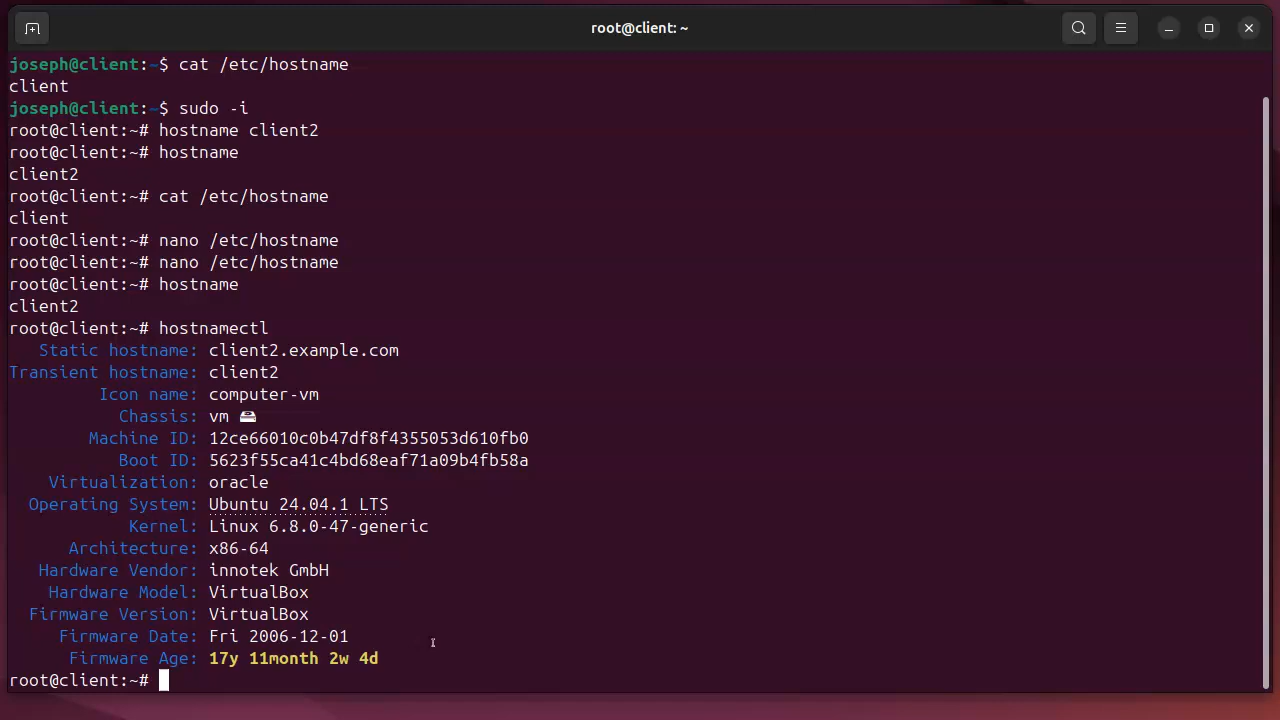 root@client: ~
joseph@client:~$ cat /etc/hostname
client
joseph@client:~$ sudo -i
root@client:~# hostname client2
root@client:~# hostname
client2
root@client:~# cat /etc/hostname
client
root@client:~# nano /etc/hostname
root@client:~# nano /etc/hostname
root@client:~# hostname
client2
root@client:~# hostnamectl
Static hostname: client2.example.com
Transient hostname: client2
Icon name: computer-vm
Chassis: vm 🖴
Machine ID: 12ce66010c0b47df8f4355053d610fb0
Boot ID: 5623f55ca41c4bd68eaf71a09b4fb58a
Virtualization: oracle
Operating System: Ubuntu 24.04.1 LTS
Kernel: Linux 6.8.0-47-generic
Architecture: x86-64
Hardware Vendor: innotek GmbH
Hardware Model: VirtualBox
Firmware Version: VirtualBox
Firmware Date: Fri 2006-12-01
Firmware Age: 17y 11month 2w 4d
root@client:~#